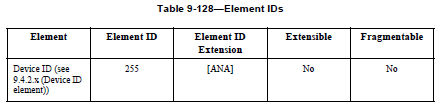 Table 9-128—Element IDs
Element
Element ID
Element ID
Extension
Extensible
Fragmentable
Device ID (see
9.4.2.x (Device ID
element))
255
[ANA]
No
No